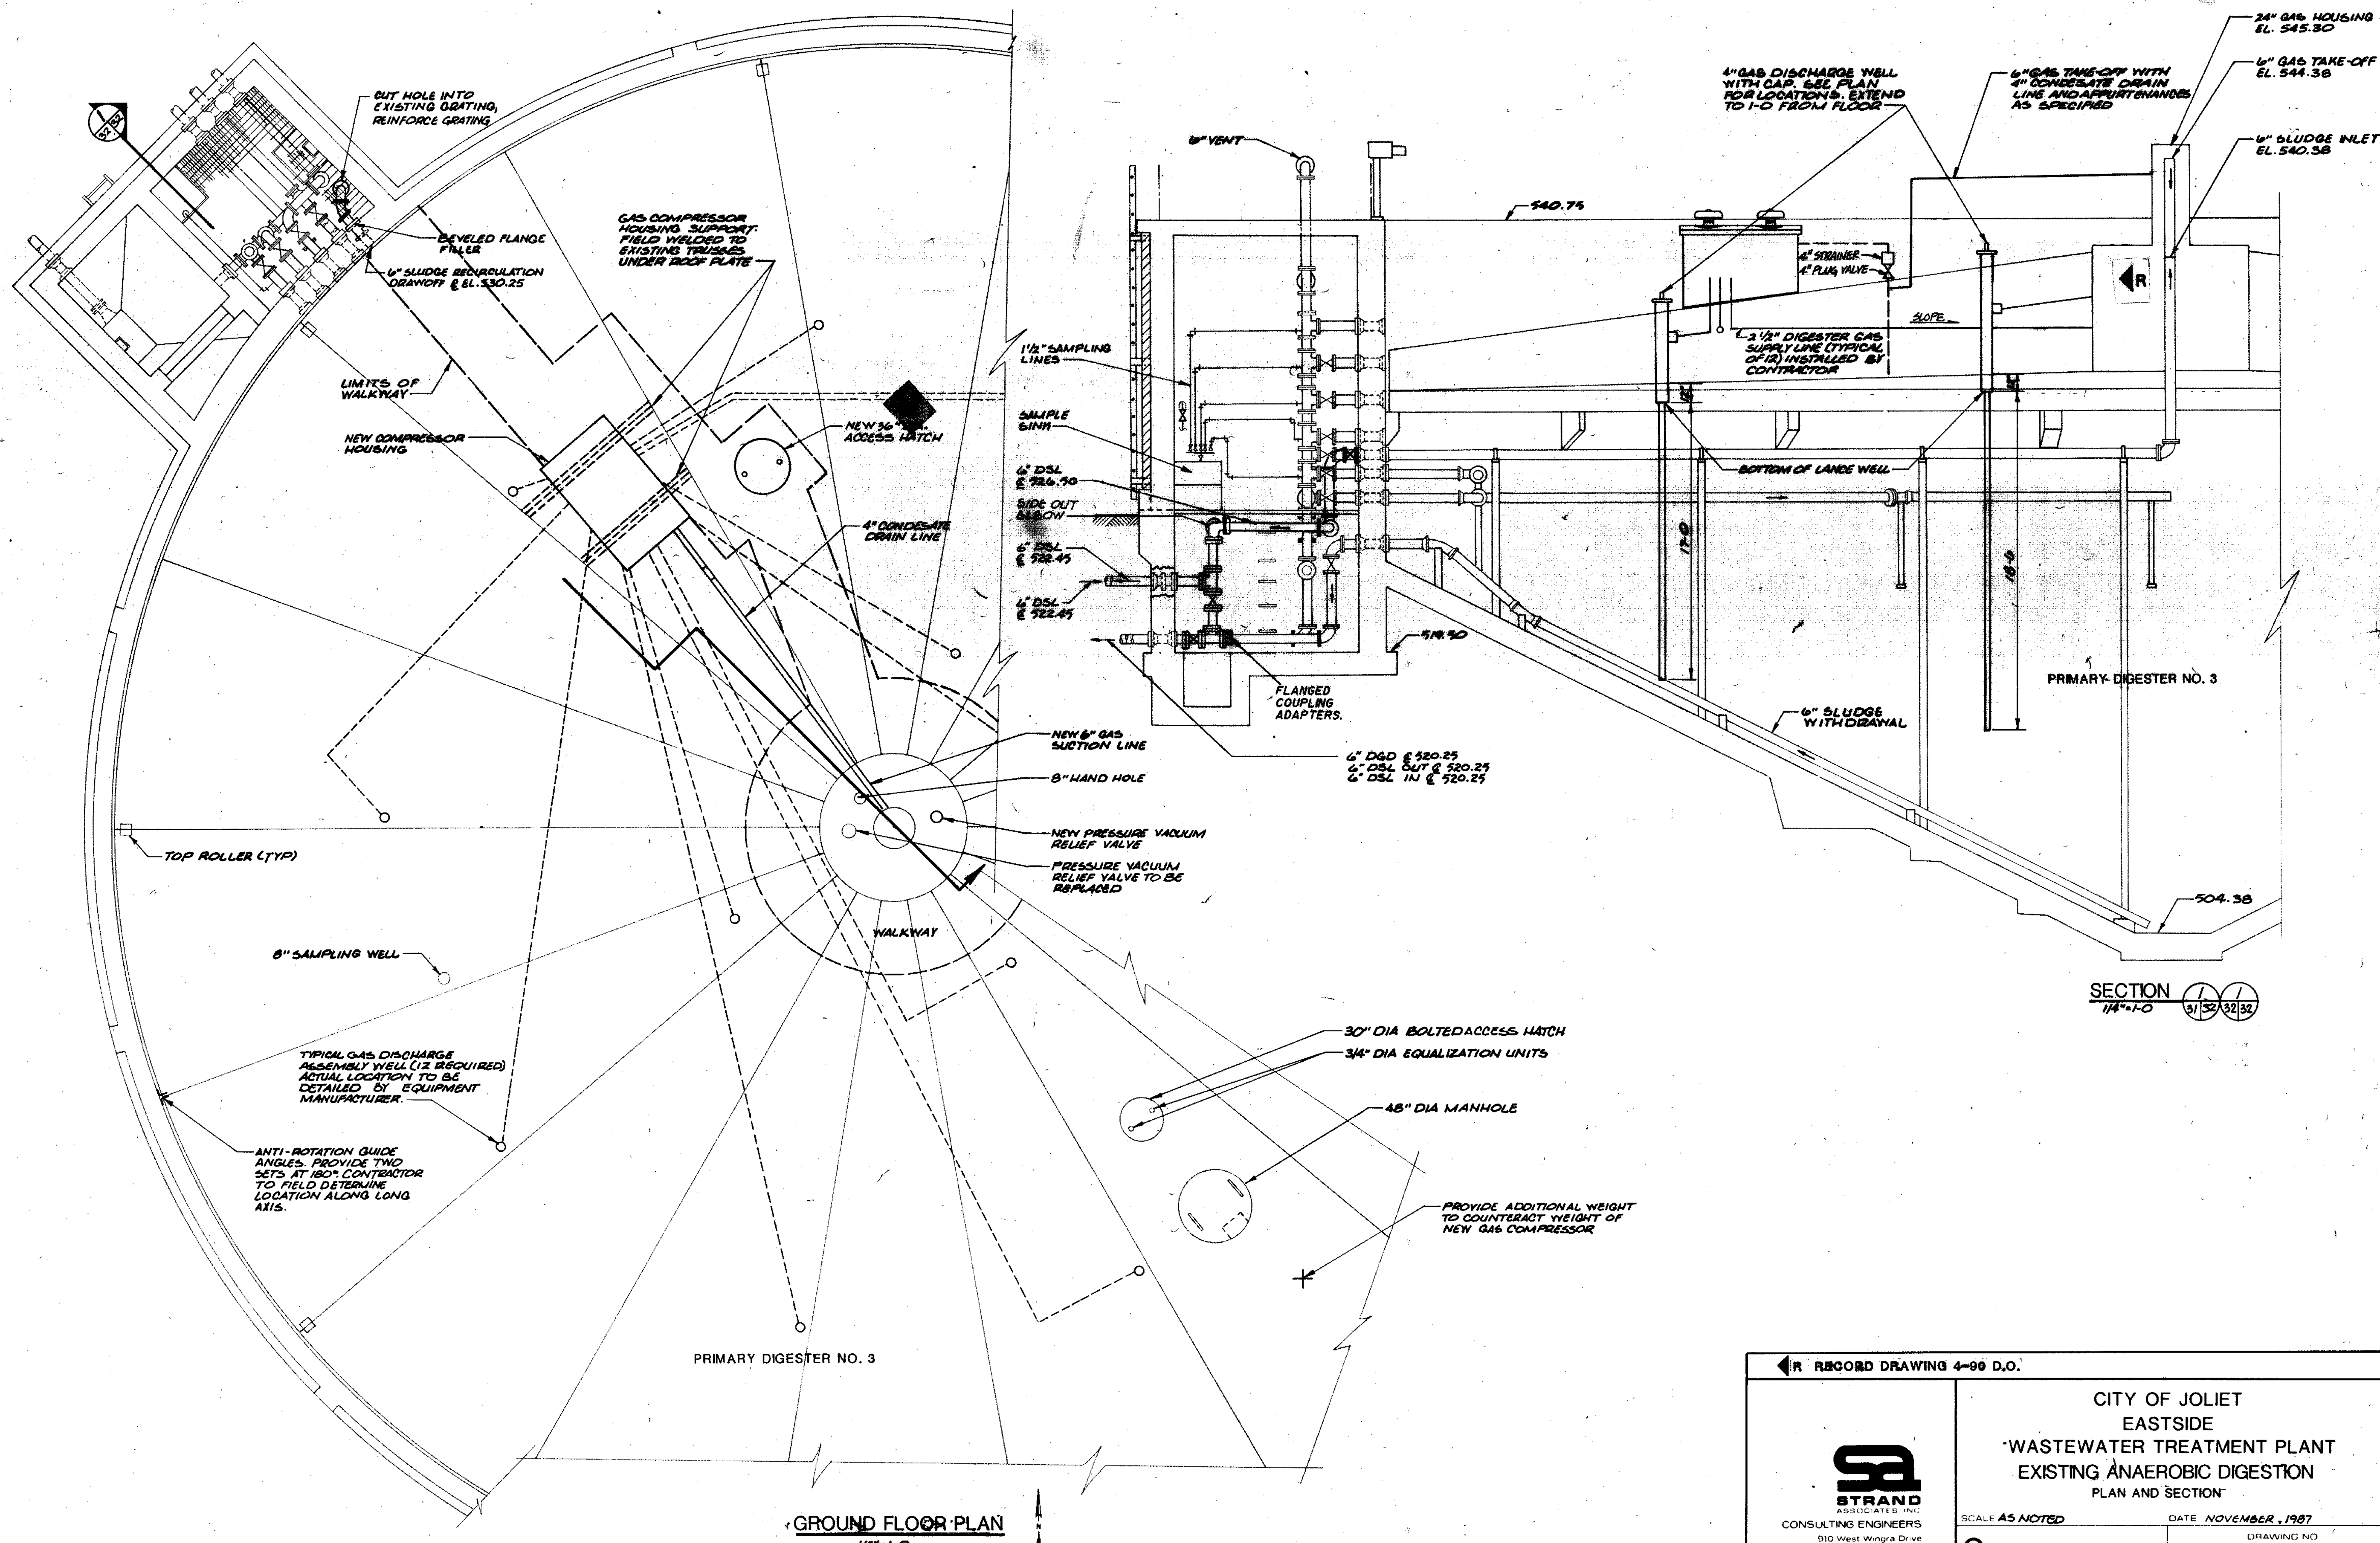 CUT HOLE INTO
EXISTING GRATING,
REINFORCE GRATING
1
32 32
BEVELED FLANGE
FILLER
6" SLUDGE RECIRCULATION
DRAWOFF @ EL. 530.25
GAS COMPRESSOR
HOUSING SUPPORT.
FIELD WELDED TO
EXISTING TRUSSES
UNDER ROOF PLATE
LIMITS OF
WALKWAY
NEW COMPRESSOR
HOUSING
NEW 36"
ACCESS HATCH
4" CONDESATE
DRAIN LINE
NEW 6" GAS
SUCTION LINE
8" HAND HOLE
NEW PRESSURE VACUUM
RELIEF VALVE
PRESSURE VACUUM
RELIEF VALVE TO BE
REPLACED
TOP ROLLER (TYP)
WALKWAY
8" SAMPLING WELL
TYPICAL GAS DISCHARGE
ASSEMBLY WELL (12 REQUIRED)
ACTUAL LOCATION TO BE
DETAILED BY EQUIPMENT
MANUFACTURER.
ANTI-ROTATION GUIDE
ANGLES. PROVIDE TWO
SETS AT 180°. CONTRACTOR
TO FIELD DETERMINE
LOCATION ALONG LONG
AXIS.
30" DIA BOLTED ACCESS HATCH
3/4" DIA EQUALIZATION UNITS
48" DIA MANHOLE
PROVIDE ADDITIONAL WEIGHT
TO COUNTERACT WEIGHT OF
NEW GAS COMPRESSOR
PRIMARY DIGESTER NO. 3
GROUND FLOOR PLAN
N
24" GAS HOUSING
EL. 545.30
6" GAS TAKE-OFF
EL. 544.38
6" SLUDGE INLET
EL. 540.38
4" GAS DISCHARGE WELL
WITH CAP. SEE PLAN
FOR LOCATIONS. EXTEND
TO 1-0 FROM FLOOR
6" GAS TAKE-OFF WITH
4" CONDESATE DRAIN
LINE AND APPURTENANCES
AS SPECIFIED
6" VENT
540.75
4" STRAINER
4" PLUG VALVE
R
SLOPE
2 1/2" DIGESTER GAS
SUPPLY LINE (TYPICAL
OF 12) INSTALLED BY
CONTRACTOR
1 1/2" SAMPLING
LINES
SAMPLE
SINK
6" DSL
@ 526.50
SIDE OUT
ELBOW
6" DSL
@ 522.45
6" DSL
@ 522.45
BOTTOM OF LANCE WELL
17-0
18-6
519.50
FLANGED
COUPLING
ADAPTERS.
6" DGD @ 520.25
6" DSL OUT @ 520.25
6" DSL IN @ 520.25
6" SLUDGE
WITHDRAWAL
PRIMARY DIGESTER NO. 3
504.38
SECTION
1/4"=1-0
1
31 32
1
32 32
R RECORD DRAWING 4-90 D.O.
sa
STRAND
ASSOCIATES INC
CONSULTING ENGINEERS
910 West Wingra Drive
CITY OF JOLIET
EASTSIDE
WASTEWATER TREATMENT PLANT
EXISTING ANAEROBIC DIGESTION
PLAN AND SECTION
SCALE AS NOTED
DATE NOVEMBER, 1987
DRAWING NO